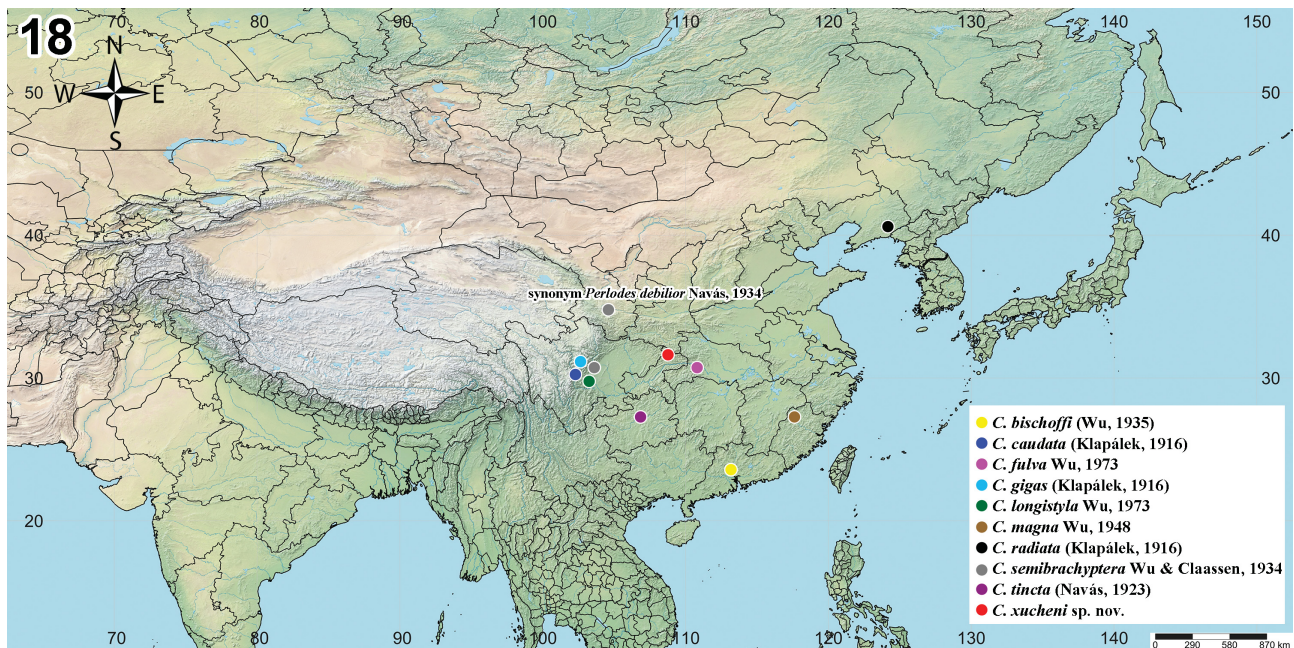 18
70 80 90 100 110 120 130 140 150
N
50 W E 50
S
40 40
synonym Perlodes debilior Navás, 1934
30 30
C. bischoffi (Wu, 1935)
C. caudata (Klapálek, 1916)
C. fulva Wu, 1973
C. gigas (Klapálek, 1916)
C. longistyla Wu, 1973
20 20
C. magna Wu, 1948
C. radiata (Klapálek, 1916)
C. semibrachyptera Wu & Claassen, 1934
C. tincta (Navás, 1923)
C. xucheni sp. nov.
70 80 90 100 110 120 130 140
0 290 580 870 km